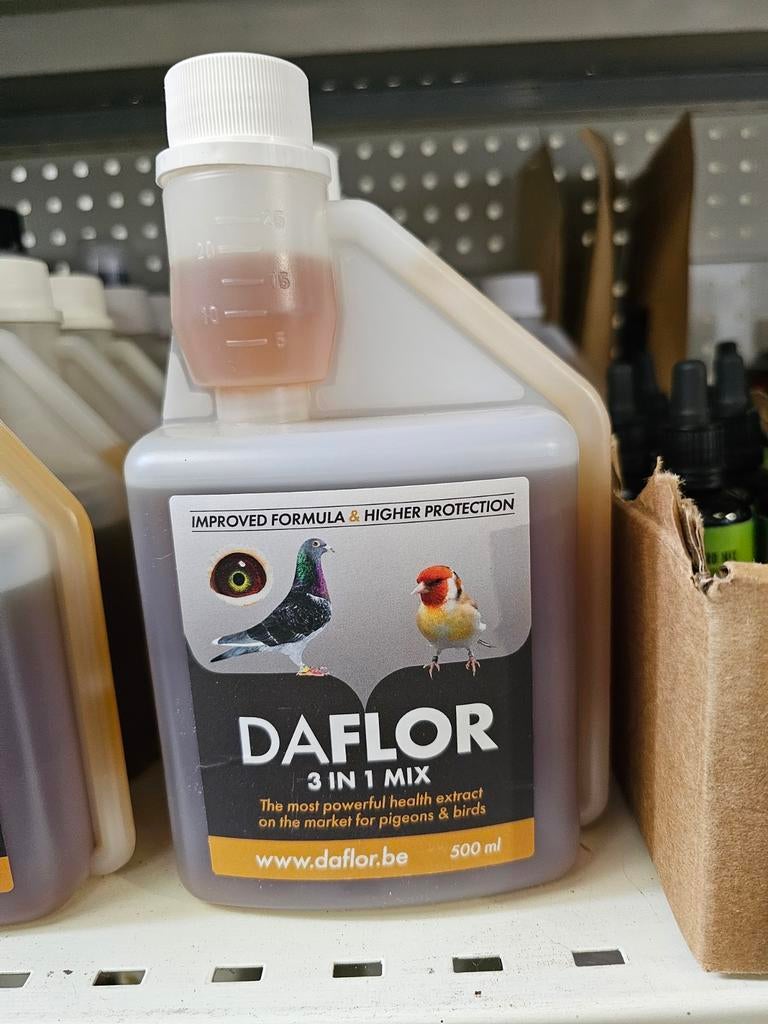 25
20
15
10
5
IMPROVED FORMULA & HIGHER PROTECTION
DAFLOR
3 IN 1 MIX
The most powerful health extract
on the market for pigeons & birds
www.daflor.be 500 ml